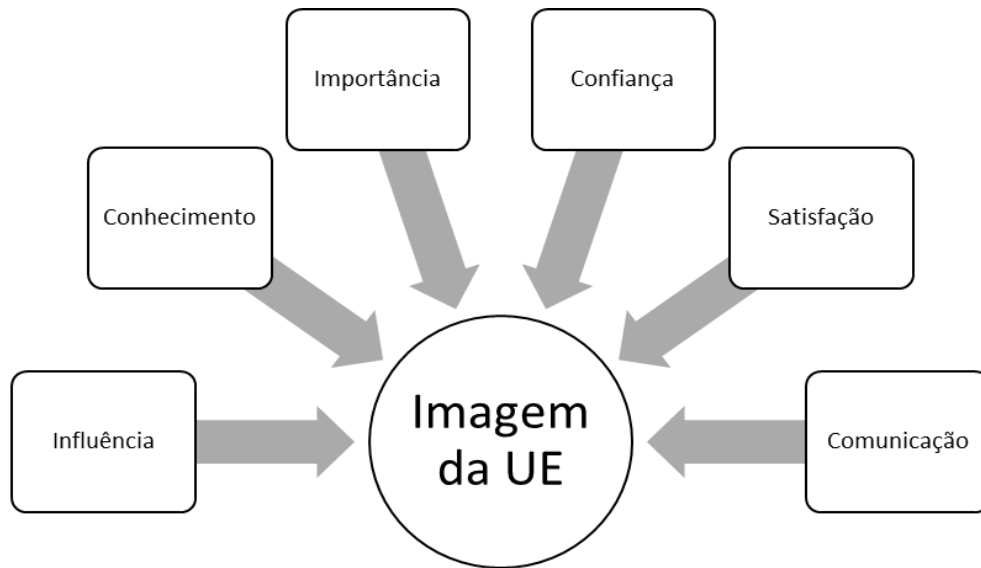 Importância
Confiança
Conhecimento
Satisfação
Influência
Imagem
da UE
Comunicação